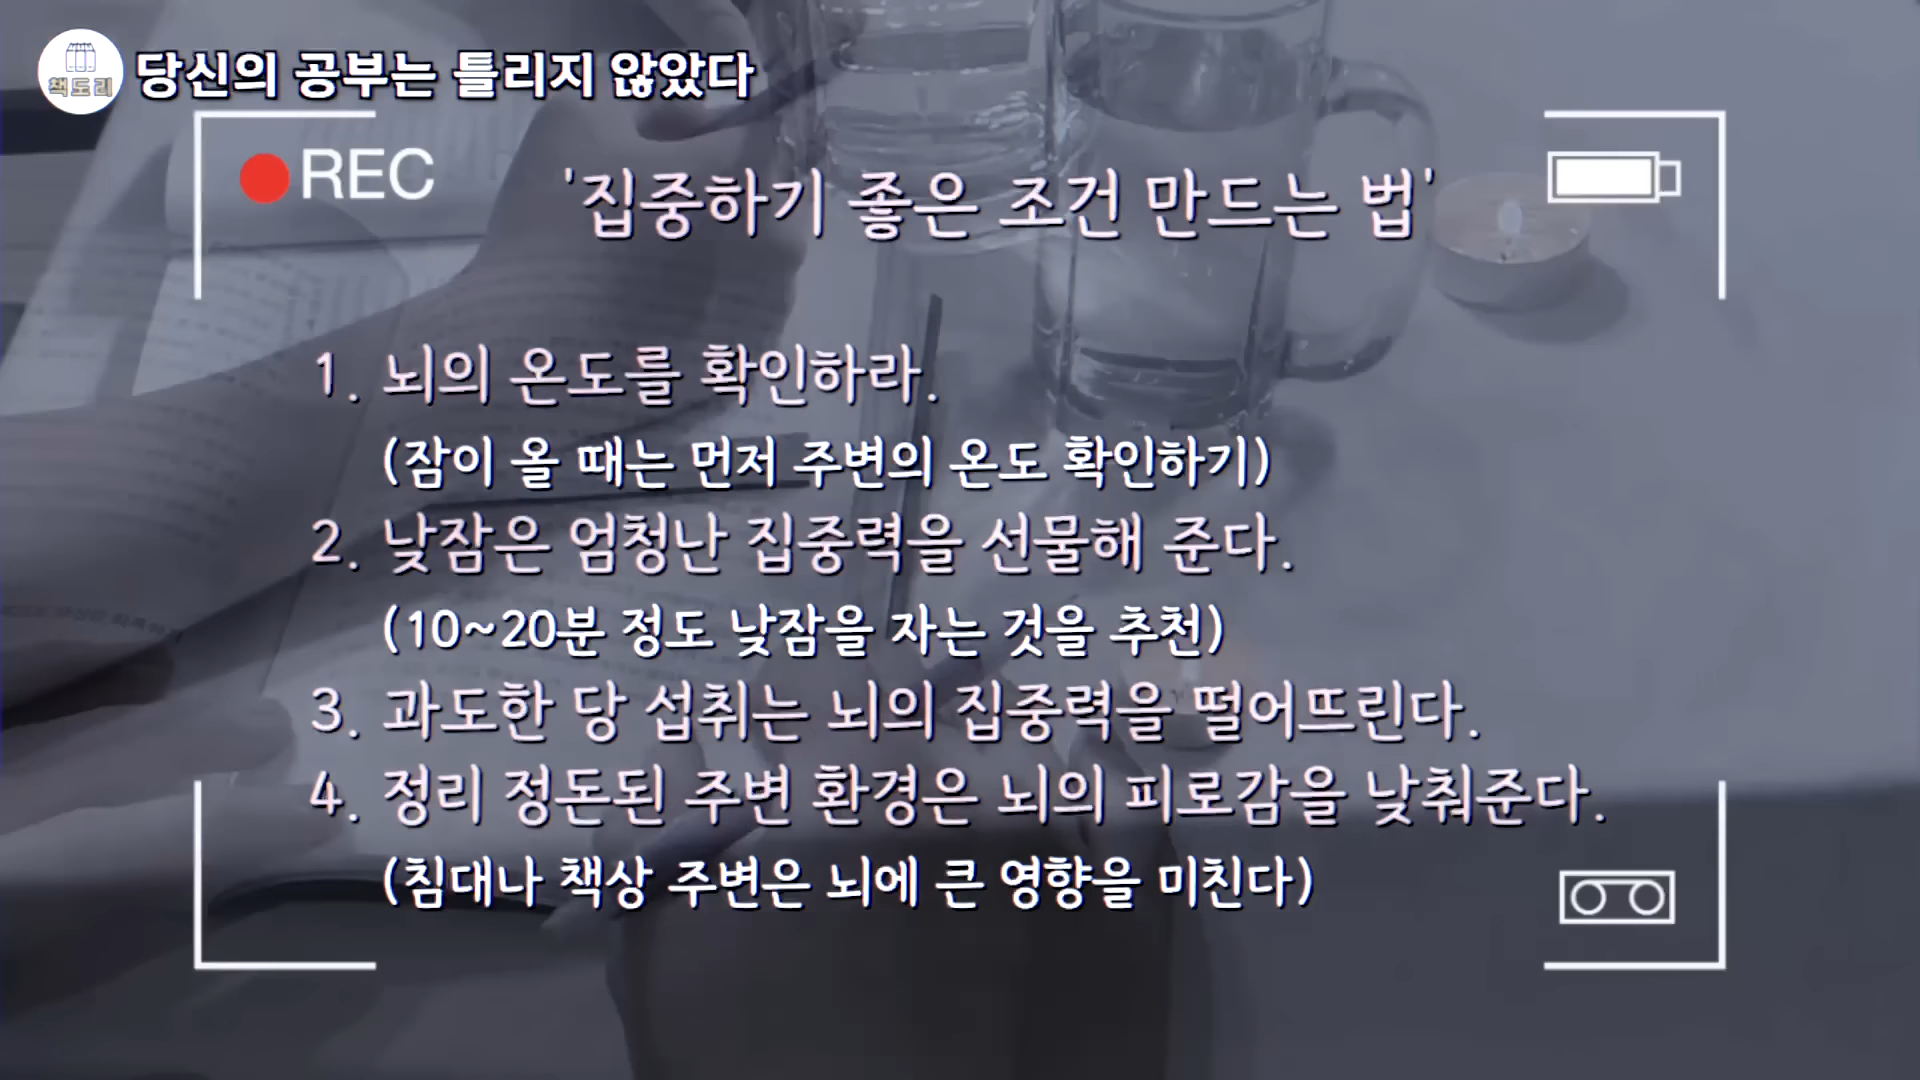 책도리
당신의 공부는 틀리지 않았다
REC
'집중하기 좋은 조건 만드는 법'
1. 뇌의 온도를 확인하라.
(잠이 올 때는 먼저 주변의 온도 확인하기)
2. 낮잠은 엄청난 집중력을 선물해 준다.
(10~20분 정도 낮잠을 자는 것을 추천)
3. 과도한 당 섭취는 뇌의 집중력을 떨어뜨린다.
4. 정리 정돈된 주변 환경은 뇌의 피로감을 낮춰준다.
(침대나 책상 주변은 뇌에 큰 영향을 미친다)